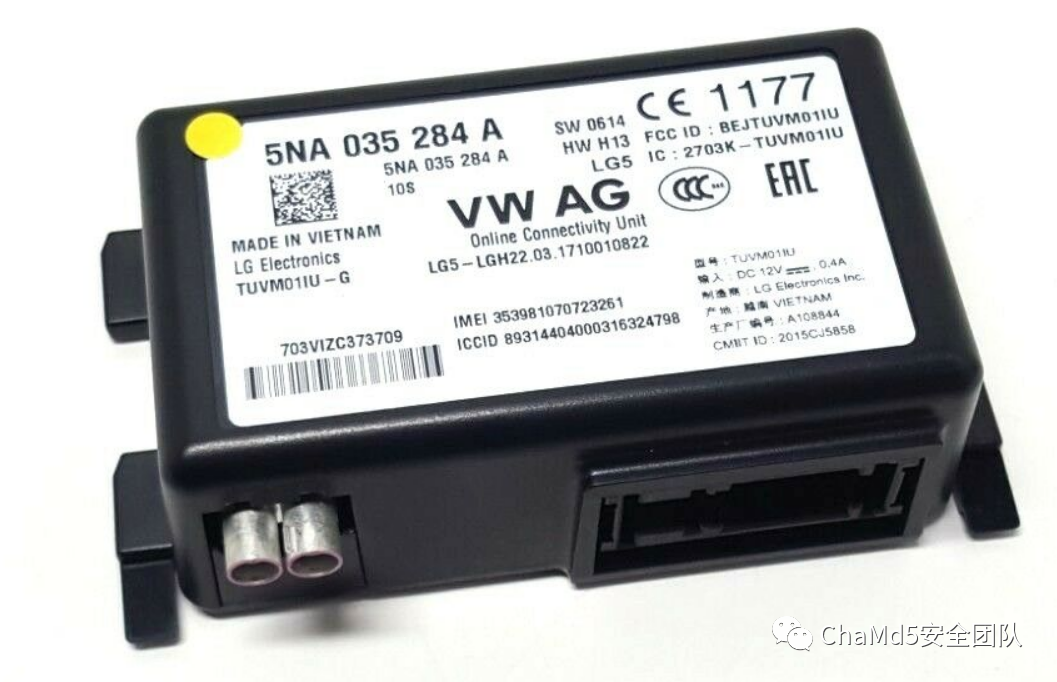 5NA 035 284 A
5NA 035 284 A
10S
SW 0614
HW H13
LG5
CE 1177
FCC ID : BEJTUVM01IU
IC : 2703K-TUVM01IU
CCC
EAC
VW AG
Online Connectivity Unit
LG5-LGH22.03.1710010822
MADE IN VIETNAM
LG Electronics
TUVM01IU-G
IMEI 353981070723261
ICCID 89314404000316324798
703VIZC373709
型号: TUVM01IU
输入: DC 12V 0.4A
制造商: LG Electronics Inc.
产地: 越南 VIETNAM
生产厂编号: A108844
CMIIT ID: 2015CJ5858
ChaMd5安全团队